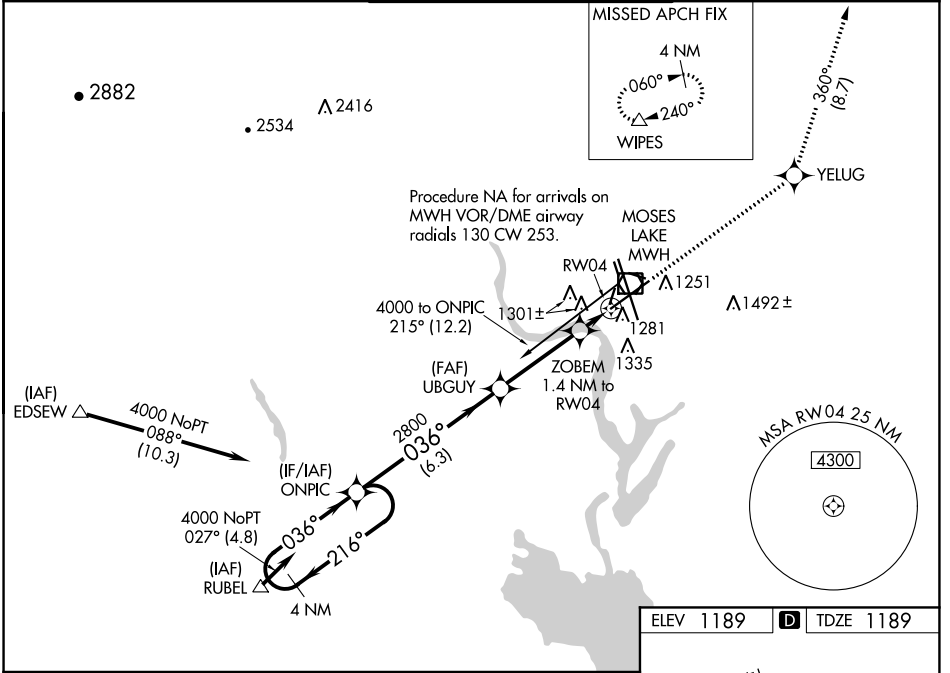 MISSED APCH FIX
4 NM
060°
240°
WIPES
360°
(8.7)
2882
2416
2534
YELUG
Procedure NA for arrivals on
MWH VOR/DME airway
radials 130 CW 253.
MOSES
LAKE
MWH
RW04
1251
1492±
4000 to ONPIC
215° (12.2)
1301±
1281
1335
(FAF)
UBGUY
ZOBEM
1.4 NM to
RW04
(IAF)
EDSEW
4000 NoPT
088°
(10.3)
2800
036°
(6.3)
(IF/IAF)
ONPIC
MSA RW04 25 NM
4300
4000 NoPT
027° (4.8)
036°
216°
(IAF)
RUBEL
4 NM
ELEV 1189 D TDZE 1189